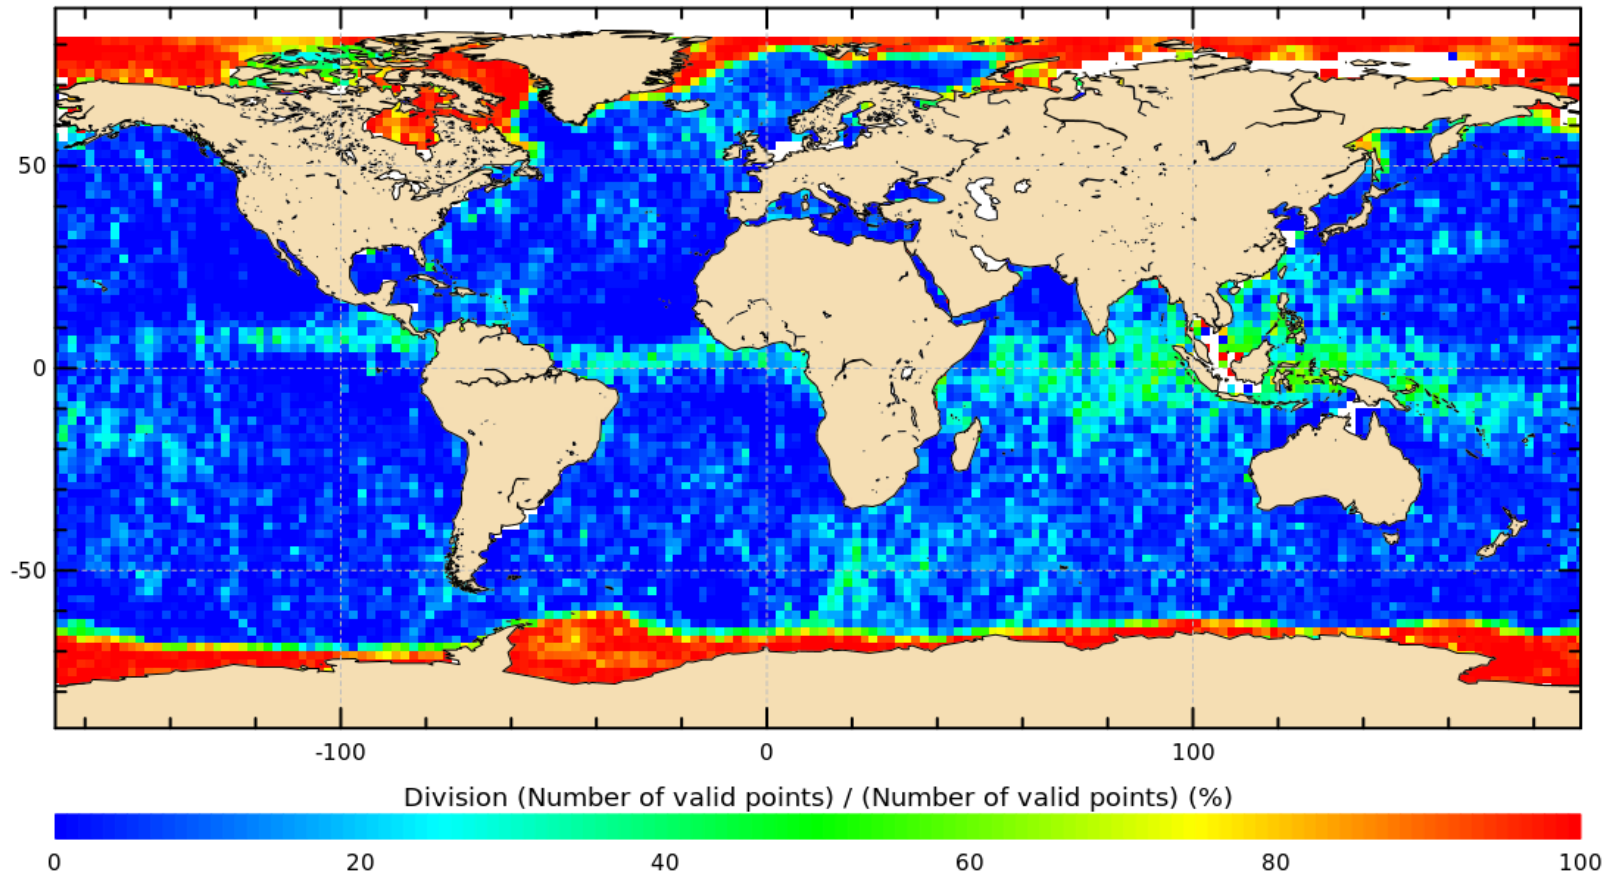 50
0
-50
-100 0 100
Division (Number of valid points) / (Number of valid points) (%)
0 20 40 60 80 100